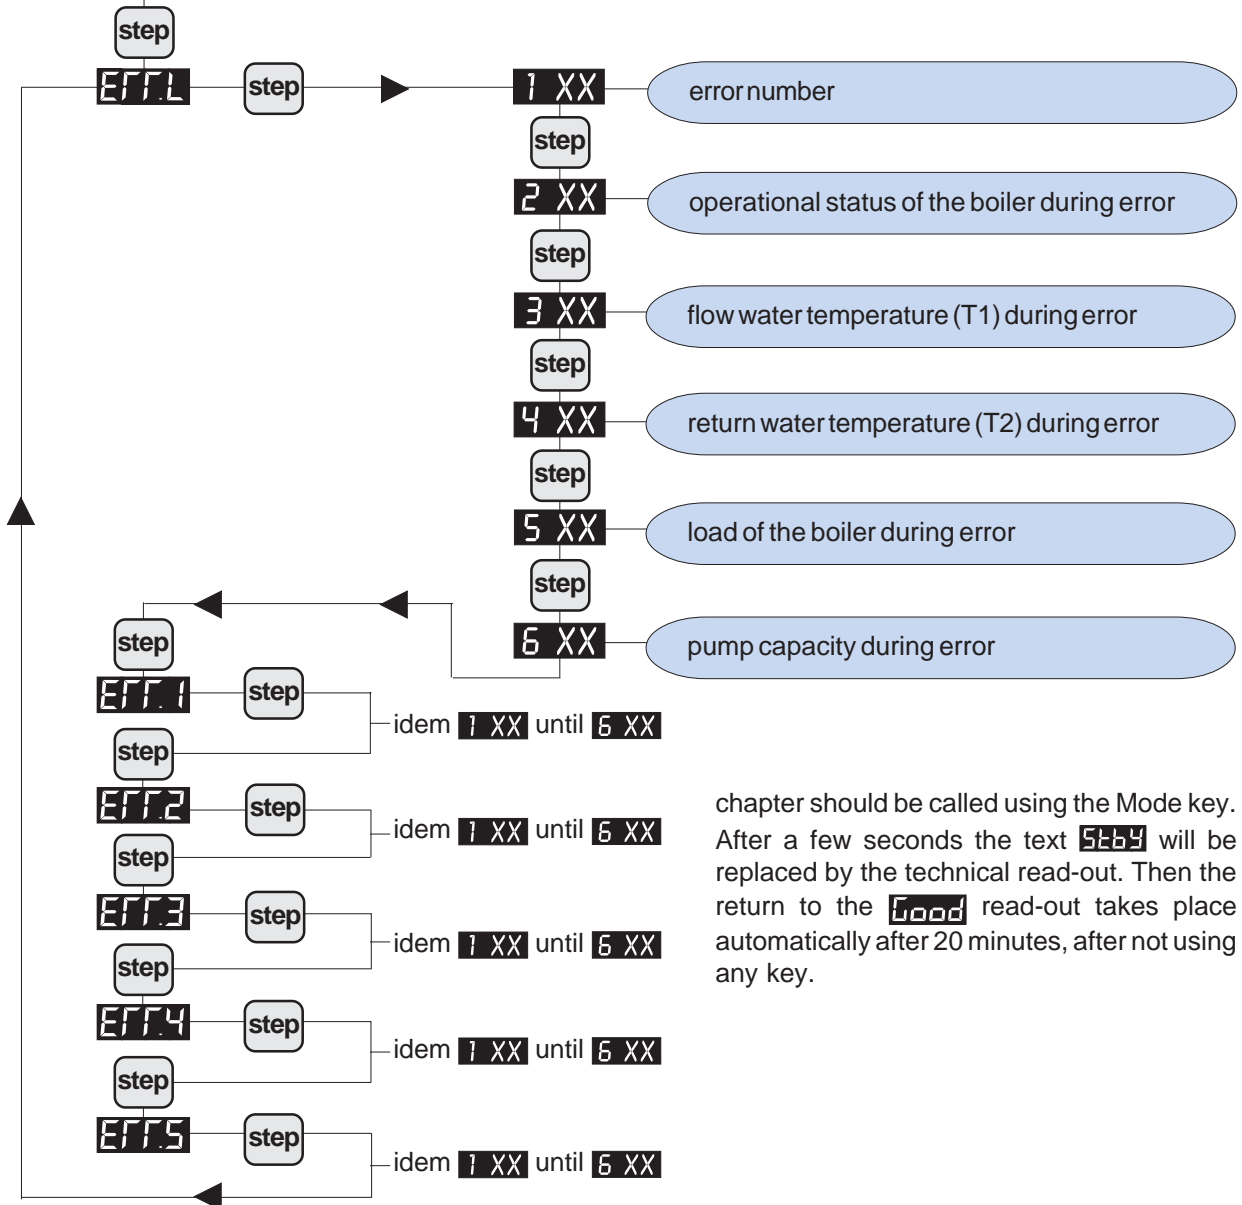 step
Err.L step 1 XX error number
step
2 XX operational status of the boiler during error
step
3 XX flow water temperature (T1) during error
step
4 XX return water temperature (T2) during error
step
5 XX load of the boiler during error
step
6 XX pump capacity during error
step
Err.1 step
idem 1 XX until 6 XX
step
Err.2 step
idem 1 XX until 6 XX
step
Err.3 step
idem 1 XX until 6 XX
step
Err.4 step
idem 1 XX until 6 XX
step
Err.5 step
idem 1 XX until 6 XX
chapter should be called using the Mode key.
After a few seconds the text Stby will be
replaced by the technical read-out. Then the
return to the Good read-out takes place
automatically after 20 minutes, after not using
any key.